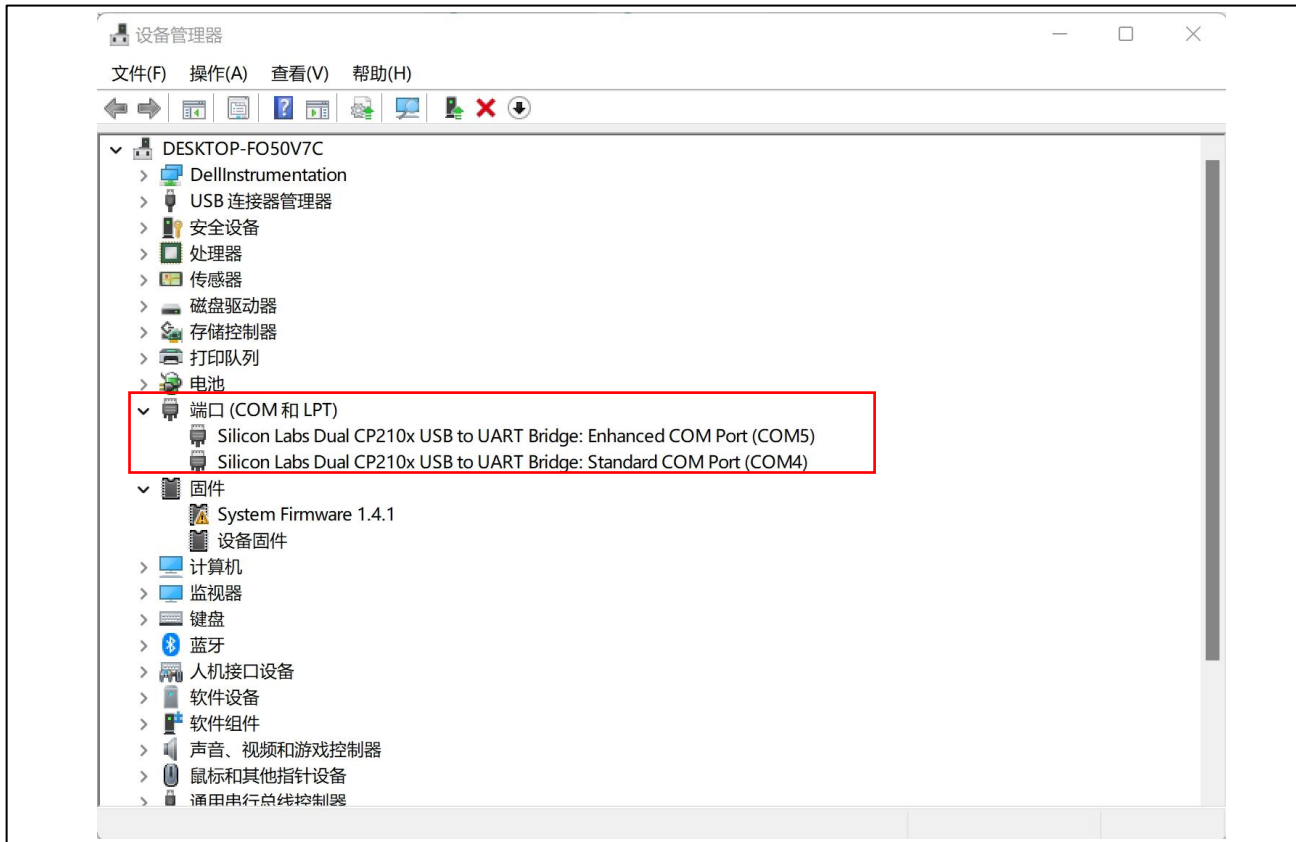 设备管理器
文件(F) 操作(A) 查看(V) 帮助(H)
DESKTOP-FO50V7C
DellInstrumentation
USB 连接器管理器
安全设备
处理器
传感器
磁盘驱动器
存储控制器
打印队列
电池
端口 (COM 和 LPT)
Silicon Labs Dual CP210x USB to UART Bridge: Enhanced COM Port (COM5)
Silicon Labs Dual CP210x USB to UART Bridge: Standard COM Port (COM4)
固件
System Firmware 1.4.1
设备固件
计算机
监视器
键盘
蓝牙
人机接口设备
软件设备
软件组件
声音、视频和游戏控制器
鼠标和其他指针设备
通用串行总线控制器